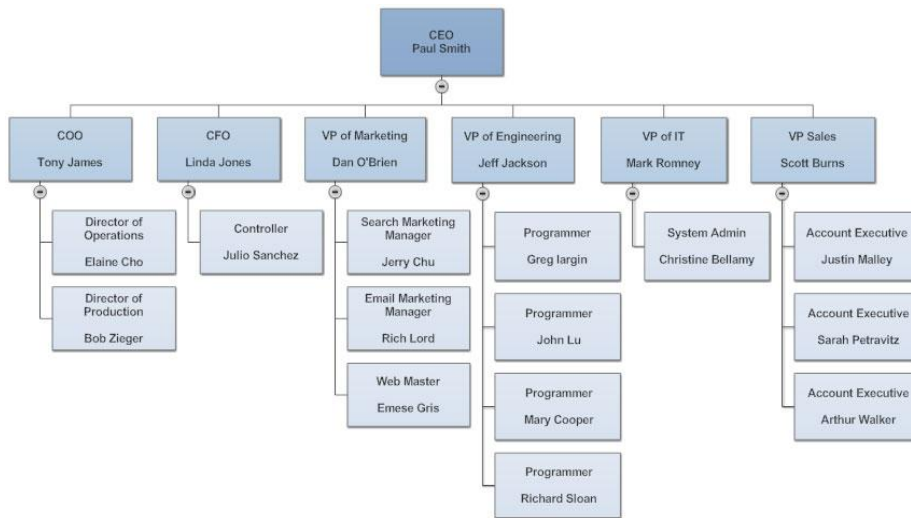 CEO
Paul Smith
COO
Tony James
CFO
Linda Jones
VP of Marketing
Dan O'Brien
VP of Engineering
Jeff Jackson
VP of IT
Mark Romney
VP Sales
Scott Burns
Director of
Operations
Elaine Cho
Director of
Production
Bob Zieger
Controller
Julio Sanchez
Search Marketing
Manager
Jerry Chu
Email Marketing
Manager
Rich Lord
Web Master
Emese Gris
Programmer
Greg Iargin
Programmer
John Lu
Programmer
Mary Cooper
Programmer
Richard Sloan
System Admin
Christine Bellamy
Account Executive
Justin Malley
Account Executive
Sarah Petravitz
Account Executive
Arthur Walker